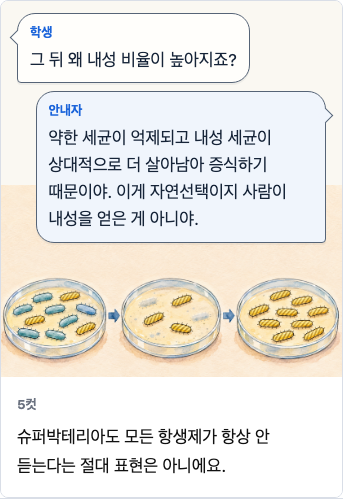 학생
그 뒤 왜 내성 비율이 높아지죠?
안내자
약한 세균이 억제되고 내성 세균이
상대적으로 더 살아남아 증식하기
때문이야. 이게 자연선택이지 사람이
내성을 얻은 게 아니야.
5컷
슈퍼박테리아도 모든 항생제가 항상 안
듣는다는 절대 표현은 아니에요.